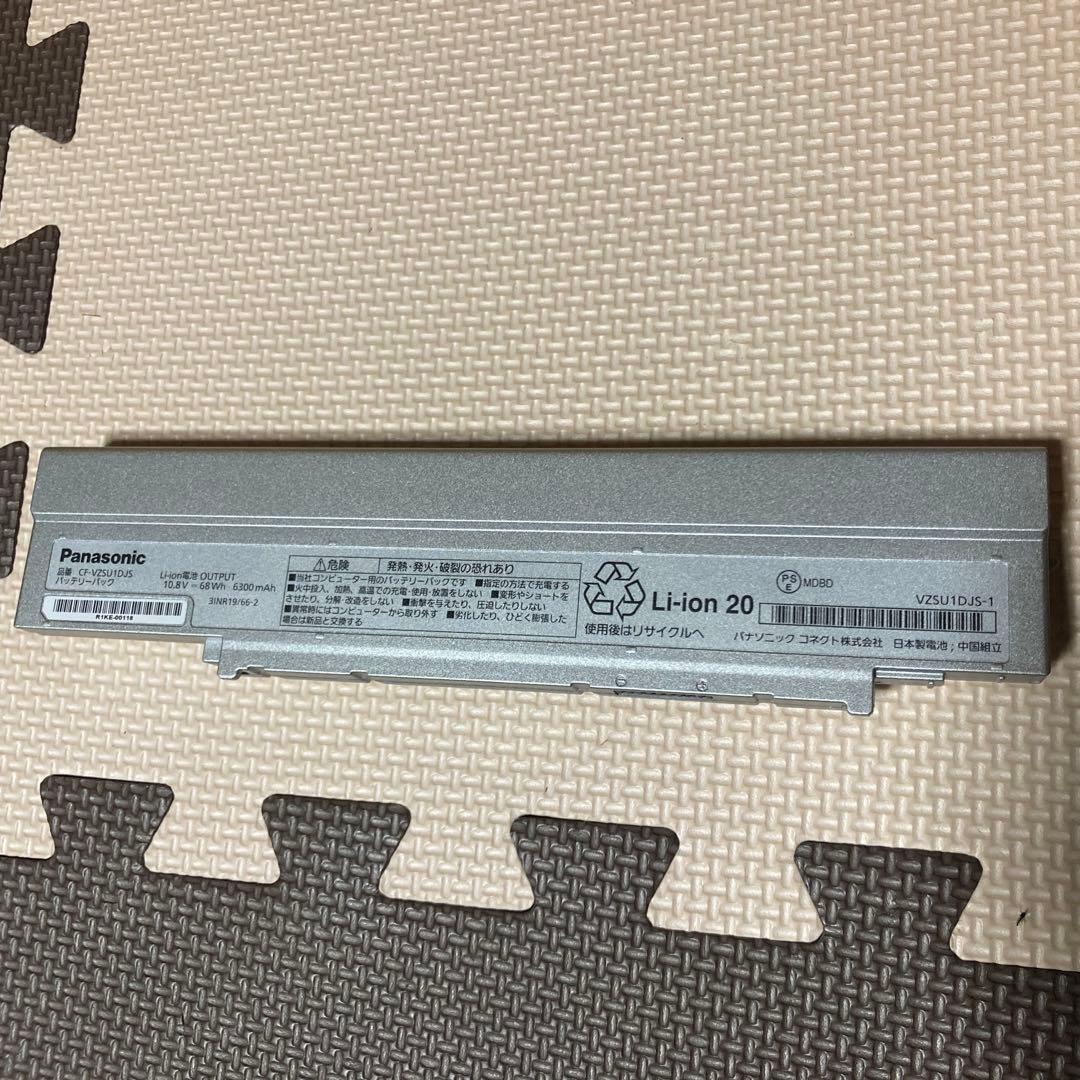 Panasonic
品番 CF-VZSU1DJS
バッテリーパック
Li-ion電池 OUTPUT
10.8V ⎓ 68Wh 6300mAh
3INR19/66-2
R1KE-00118
⚠危険 発熱・発火・破裂の恐れあり
■当社コンピューター用のバッテリーパックです ■指定の方法で充電する
■火中投入、加熱、高温での充電・使用・放置をしない ■変形やショートを
させたり、分解・改造をしない ■衝撃を与えたり、圧迫したりしない
■異常時にはコンピューターから取り外す ■劣化したり、ひどく膨張した
場合は新品と交換する
Li-ion 20
使用後はリサイクルへ
PS
E
MDBD
VZSU1DJS-1
パナソニック コネクト株式会社 日本製電池；中国組立